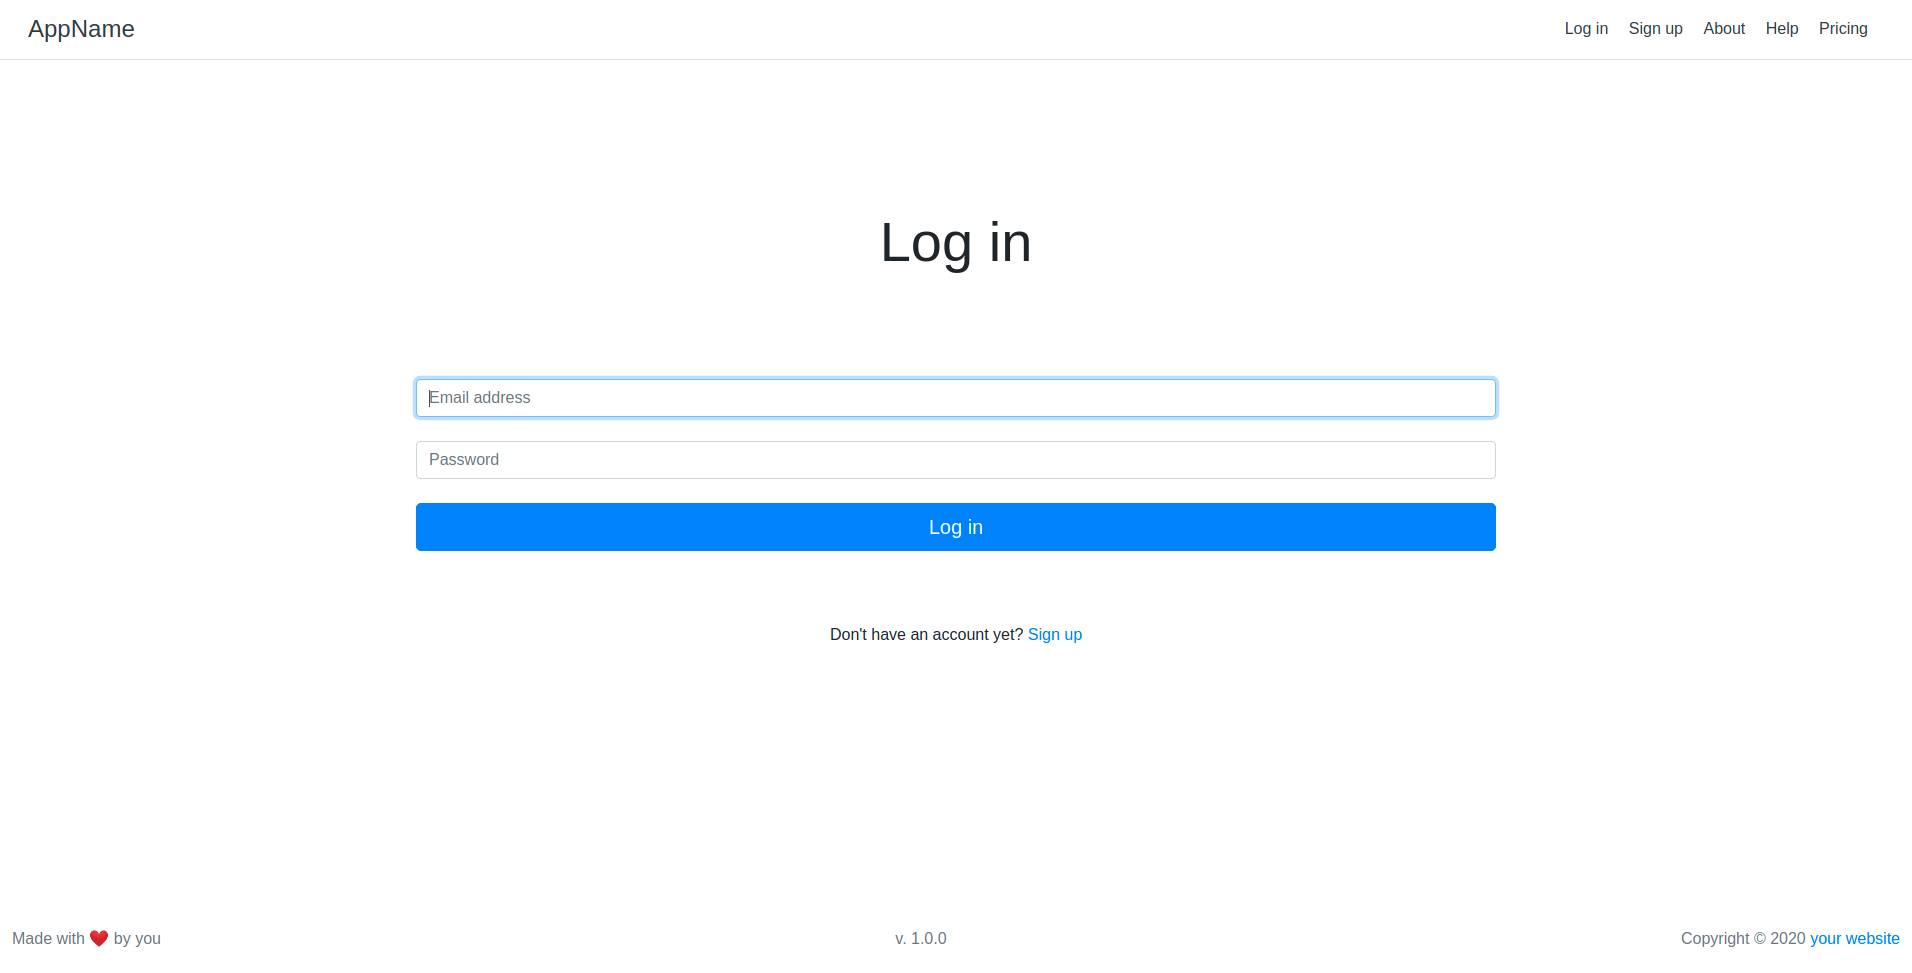 AppName
Log in
Sign up
About
Help
Pricing
Log in
Email address
Password
Log in
Don't have an account yet? Sign up
Made with ❤️ by you
v. 1.0.0
Copyright © 2020 your website